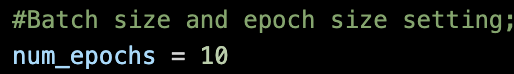 #Batch size and epoch size setting;
num_epochs = 10